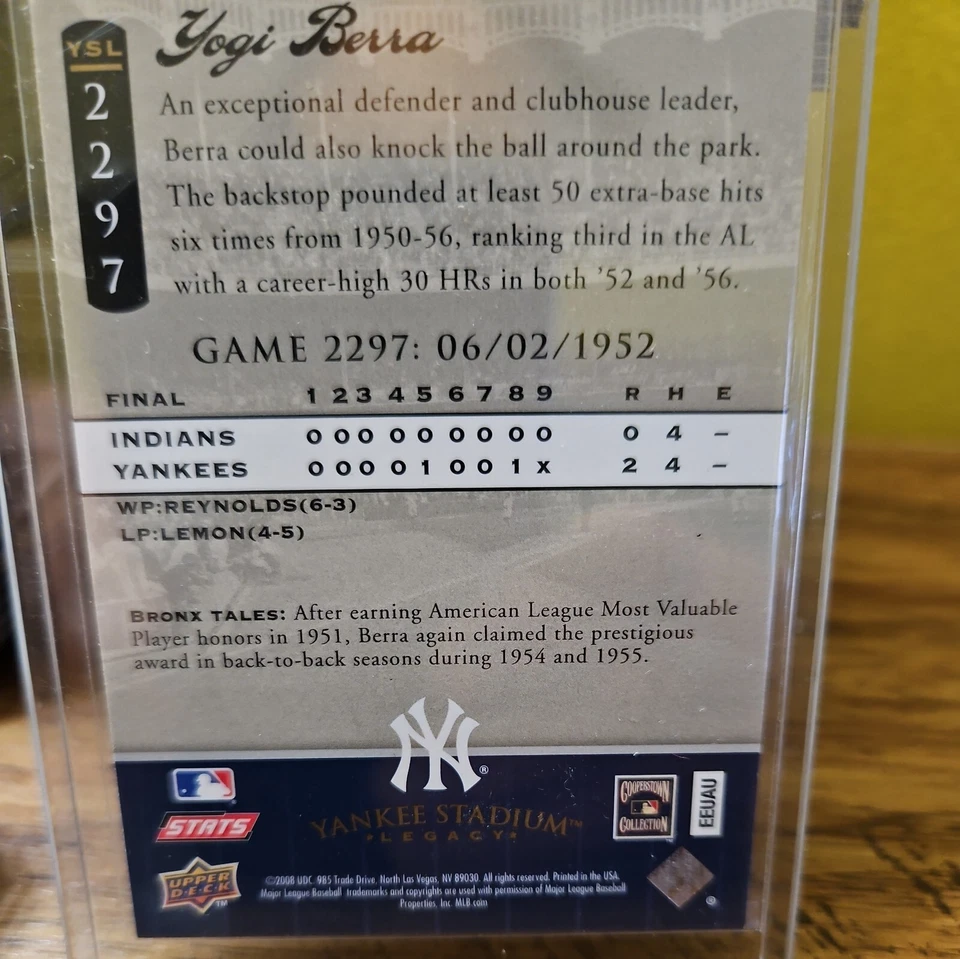 YSL
2
2
9
7
Yogi Berra
An exceptional defender and clubhouse leader,
Berra could also knock the ball around the park.
The backstop pounded at least 50 extra-base hits
six times from 1950-56, ranking third in the AL
with a career-high 30 HRs in both '52 and '56.
GAME 2297: 06/02/1952
FINAL 1 2 3 4 5 6 7 8 9 R H E
INDIANS 0 0 0 0 0 0 0 0 0 0 4 –
YANKEES 0 0 0 0 1 0 0 1 X 2 4 –
WP:REYNOLDS(6-3)
LP:LEMON(4-5)
BRONX TALES: After earning American League Most Valuable
Player honors in 1951, Berra again claimed the prestigious
award in back-to-back seasons during 1954 and 1955.
NY®
YANKEE STADIUM™
LEGACY
STATS
UPPER
D·E·C·K
TM
COOPERSTOWN
COLLECTION
EEUAU
©2008 UDC. 985 Trade Drive, North Las Vegas, NV 89030. All rights reserved. Printed in the USA.
Major League Baseball trademarks and copyrights are used with permission of Major League Baseball
Properties, Inc. MLB.com